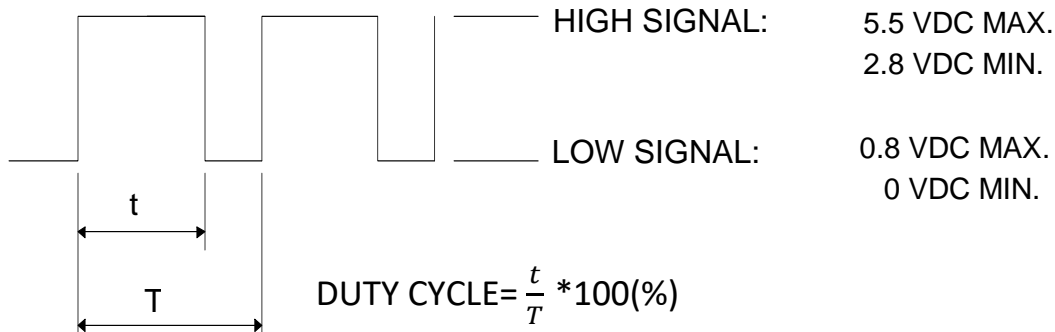 HIGH SIGNAL: 5.5 VDC MAX.
2.8 VDC MIN.
LOW SIGNAL: 0.8 VDC MAX.
0 VDC MIN.
t
T
DUTY CYCLE= t/T *100(%)